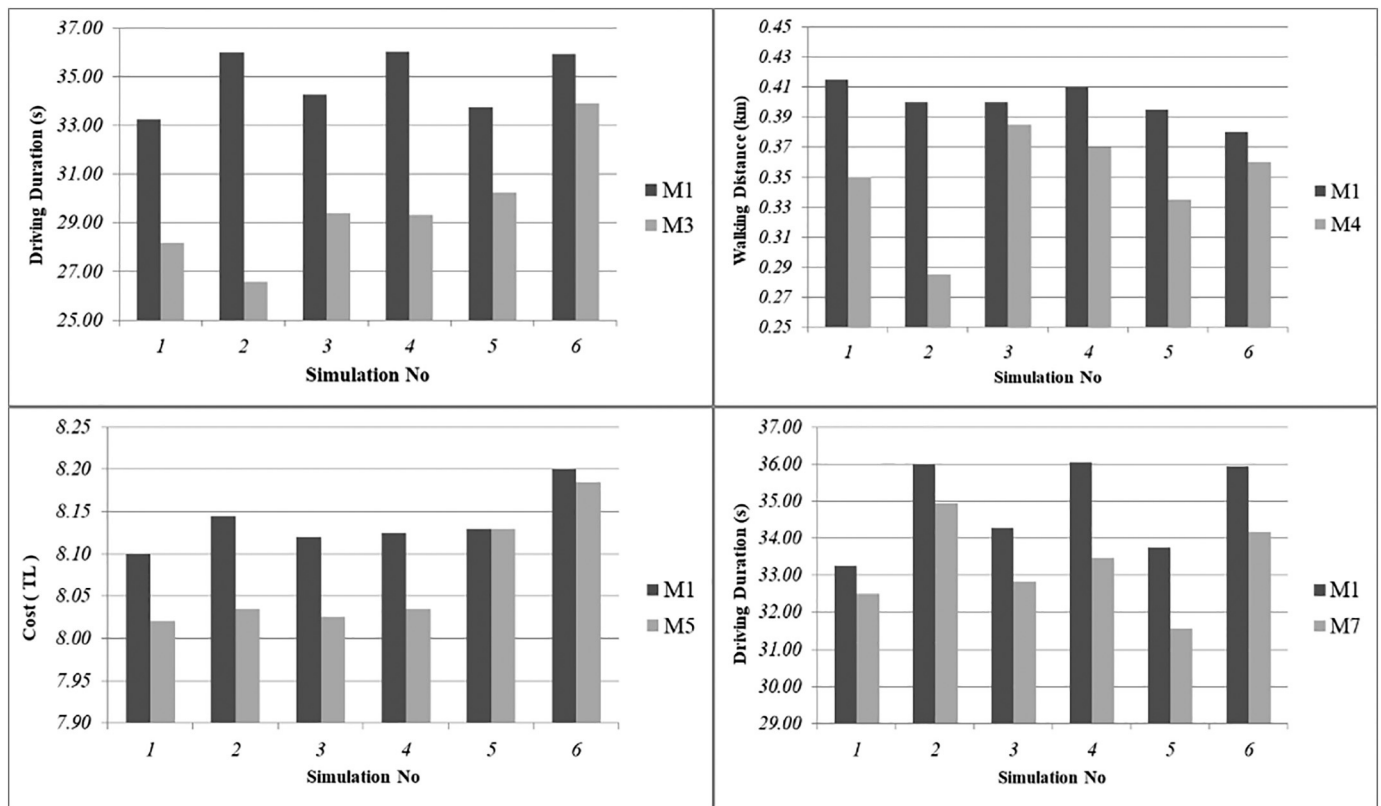 37.00
35.00
33.00
31.00
29.00
27.00
25.00
Driving Duration (s)
1 2 3 4 5 6
Simulation No
M1
M3
0.45
0.43
0.41
0.39
0.37
0.35
0.33
0.31
0.29
0.27
0.25
Walking Distance (km)
1 2 3 4 5 6
Simulation No
M1
M4
8.25
8.20
8.15
8.10
8.05
8.00
7.95
7.90
Cost ( TL )
1 2 3 4 5 6
Simulation No
M1
M5
37.00
36.00
35.00
34.00
33.00
32.00
31.00
30.00
29.00
Driving Duration (s)
1 2 3 4 5 6
Simulation No
M1
M7